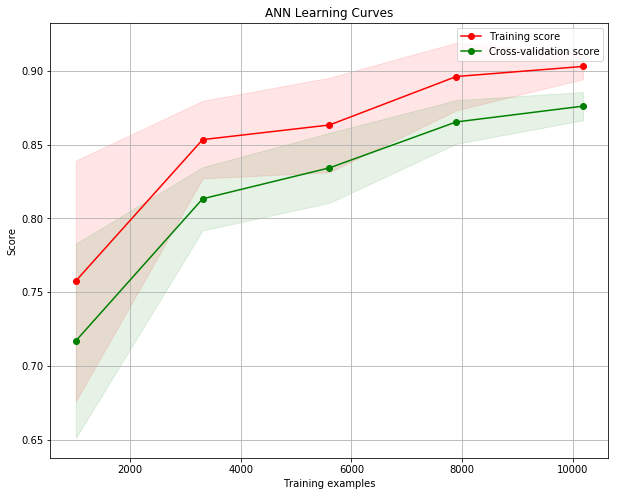 ANN Learning Curves
Training score
Cross-validation score
0.90
0.85
0.80
0.75
0.70
0.65
Score
2000 4000 6000 8000 10000
Training examples